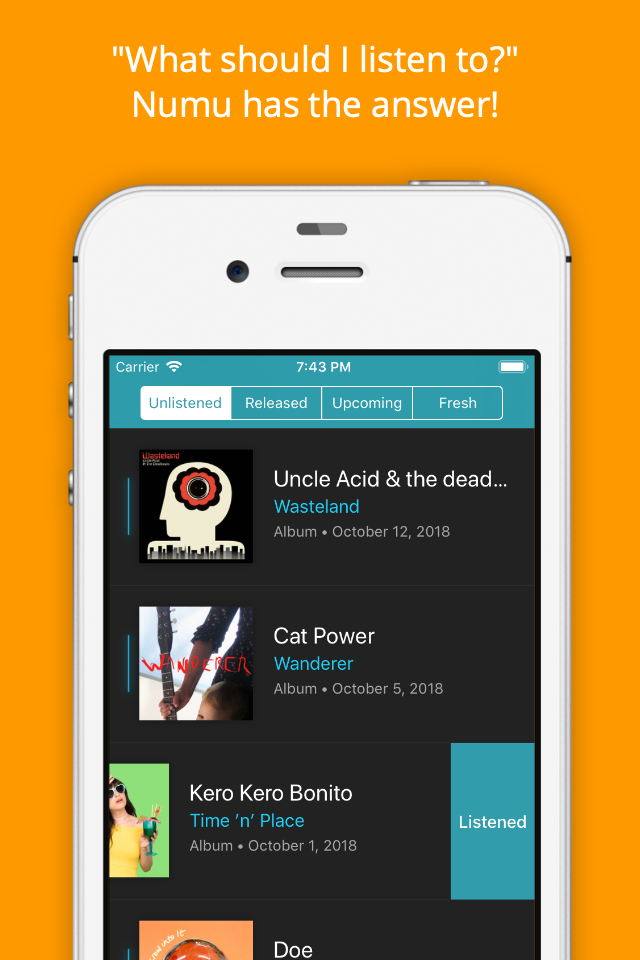 "What should I listen to?"
Numu has the answer!
Carrier 7:43 PM
Unlistened Released Upcoming Fresh
Wasteland
Uncle Acid & the dead...
Wasteland
Album • October 12, 2018
WANDERER
Cat Power
Wanderer
Album • October 5, 2018
Kero Kero Bonito
Time ’n’ Place
Album • October 1, 2018
Listened
Doe